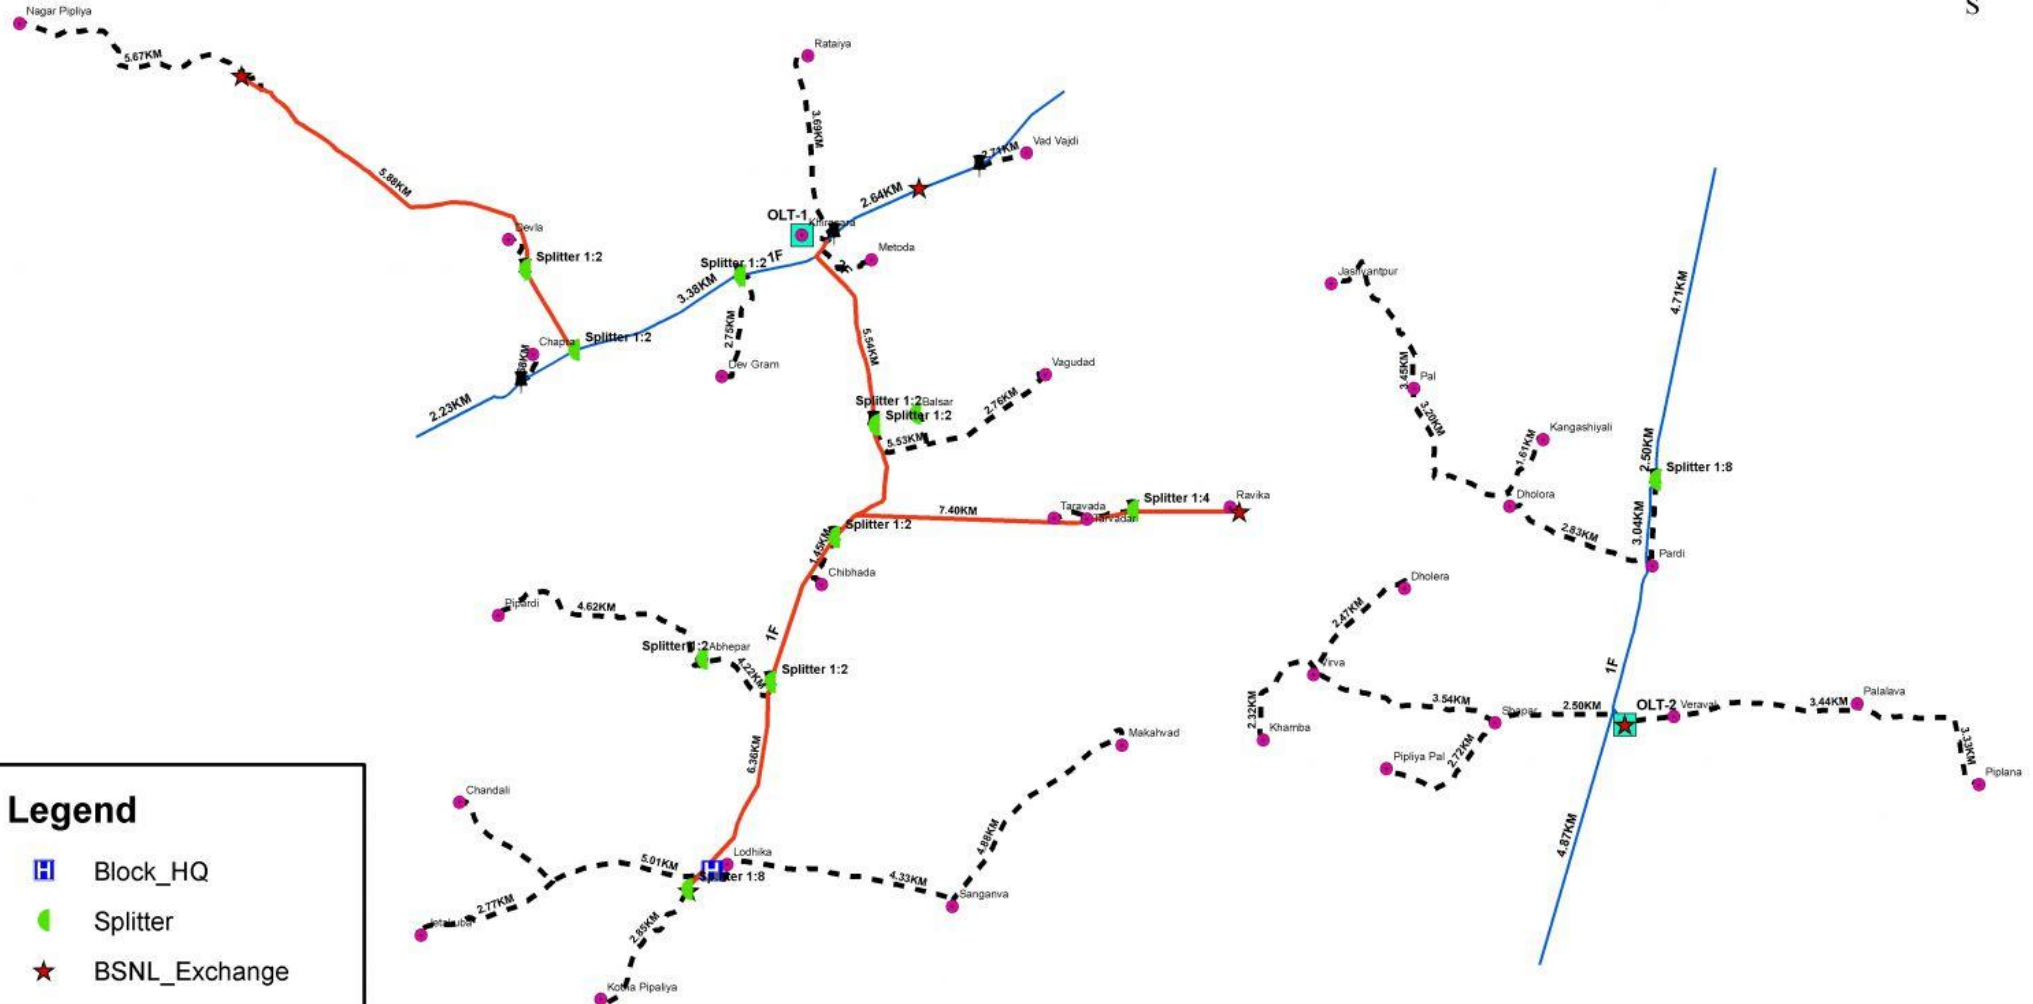 S
Nagar Pipliya
5.67KM
Rataiya
3.69KM
2.71KM
Vad Vajdi
5.88KM
2.64KM
OLT-1
Khirasara
Devla
Metoda
Splitter 1:2
Splitter 1:2
1F
2F
3.38KM
4.71KM
Jashvantpur
Chapra
Splitter 1:2
2.75KM
5.54KM
Dev Gram
Vagudad
3.45KM
Pal
2.23KM
Splitter 1:2
Balsar
Splitter 1:2
2.76KM
5.53KM
3.20KM
1.61KM
Kangashiyali
2.50KM
Splitter 1:8
Taravada
Splitter 1:4
Ravika
7.40KM
Tarvada
Dholora
Splitter 1:2
1.45KM
2.83KM
3.04KM
Pardi
Chibhada
Dholera
Pipardi
4.62KM
2.47KM
1F
Splitter 1:2
Abhepar
4.22KM
Splitter 1:2
Virva
1F
2.32KM
3.54KM
Shapar
2.50KM
OLT-2
Veraval
3.44KM
Palalava
Khamba
6.36KM
Makahvad
Pipliya Pal
2.72KM
3.33KM
Piplana
Chandali
4.88KM
4.87KM
5.01KM
Lodhika
Splitter 1:8
4.33KM
Sanganva
2.77KM
2.85KM
Kotha Pipaliya
Legend
H
Block_HQ
Splitter
BSNL_Exchange